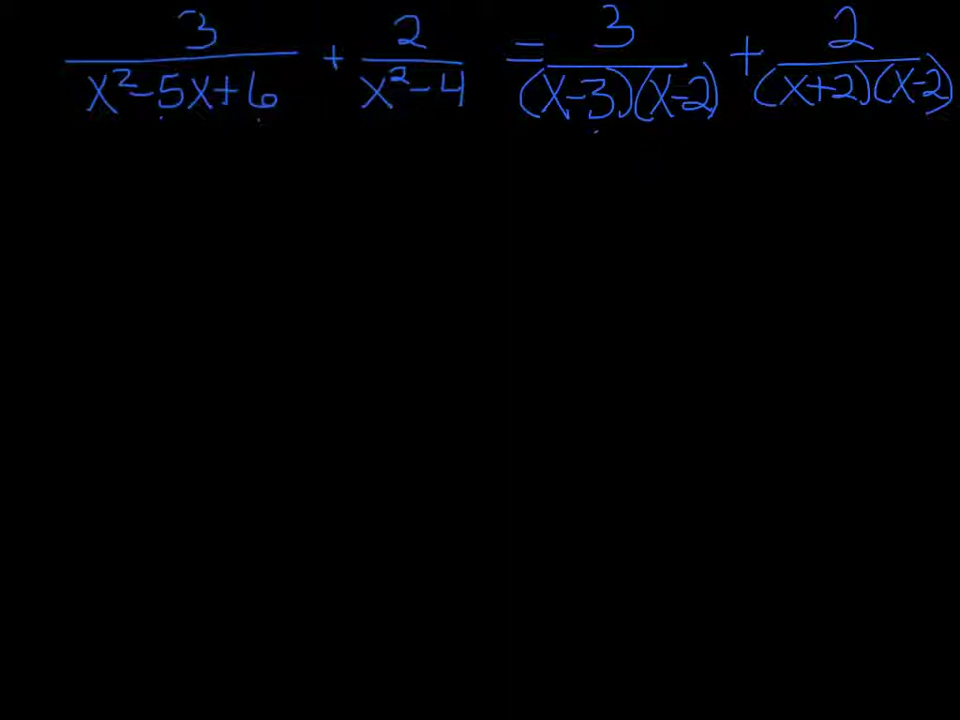 3/(x²-5x+6) + 2/(x²-4) = 3/((x-3)(x-2)) + 2/((x+2)(x-2))